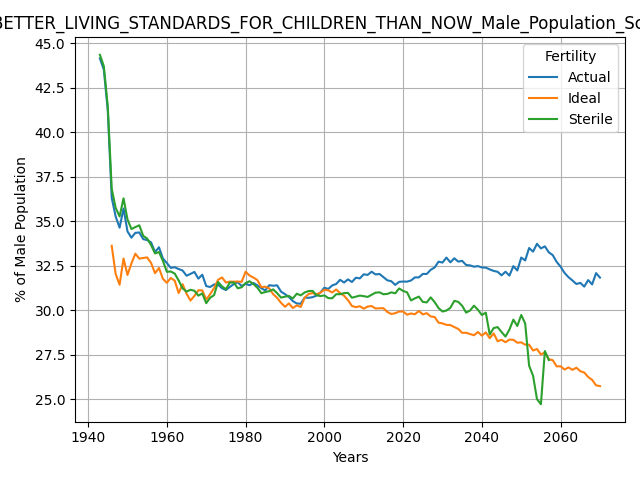 BETTER_LIVING_STANDARDS_FOR_CHILDREN_THAN_NOW_Male_Population_Sc
Fertility
Actual
Ideal
Sterile
% of Male Population
45.0
42.5
40.0
37.5
35.0
32.5
30.0
27.5
25.0
1940
1960
1980
2000
2020
2040
2060
Years